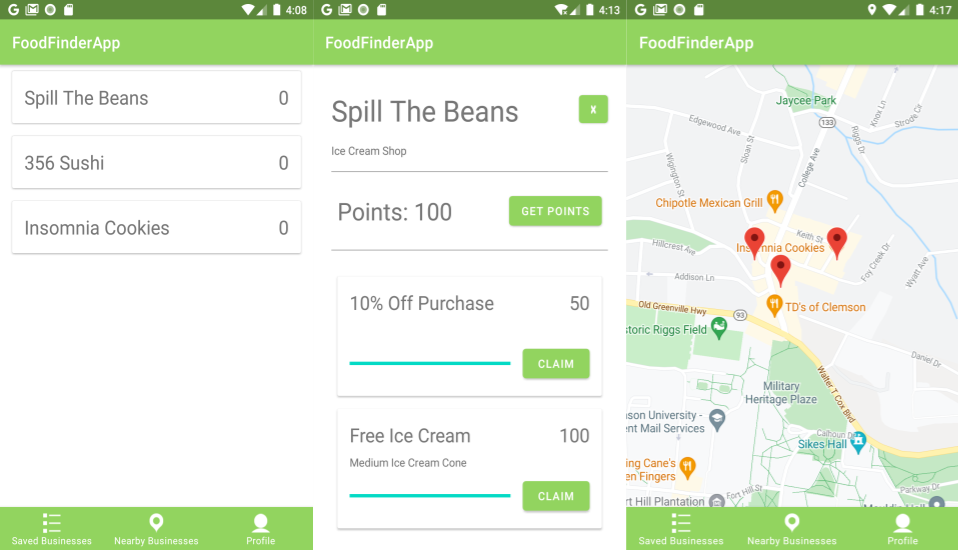 4:08
FoodFinderApp
Spill The Beans 0
356 Sushi 0
Insomnia Cookies 0
Saved Businesses Nearby Businesses Profile
4:13
FoodFinderApp
Spill The Beans X
Ice Cream Shop
Points: 100 GET POINTS
10% Off Purchase 50
CLAIM
Free Ice Cream 100
Medium Ice Cream Cone
CLAIM
4:17
FoodFinderApp
Jaycee Park
133
Knox Ln
Strode Cir
Edgewood Ave
Sloan St
Riggs Dr
College Ave
Wigington St
Chipotle Mexican Grill
Keith St
Hillcrest Ave
Insomnia Cookies
Foy Creek Dr
Wyatt Ave
Addison Ln
Old Greenville Hwy
93
TD's of Clemson
storic Riggs Field
Daniel Dr
Walter T Cox Blvd
Military
Heritage Plaze
son University -
nt Mail Services
Calhoun Dr
Sikes Hall
ing Cane's
en Fingers
Fort Hill St
Parkway Dr
rt Hill Plantation
Saved Businesses Nearby Businesses Profile